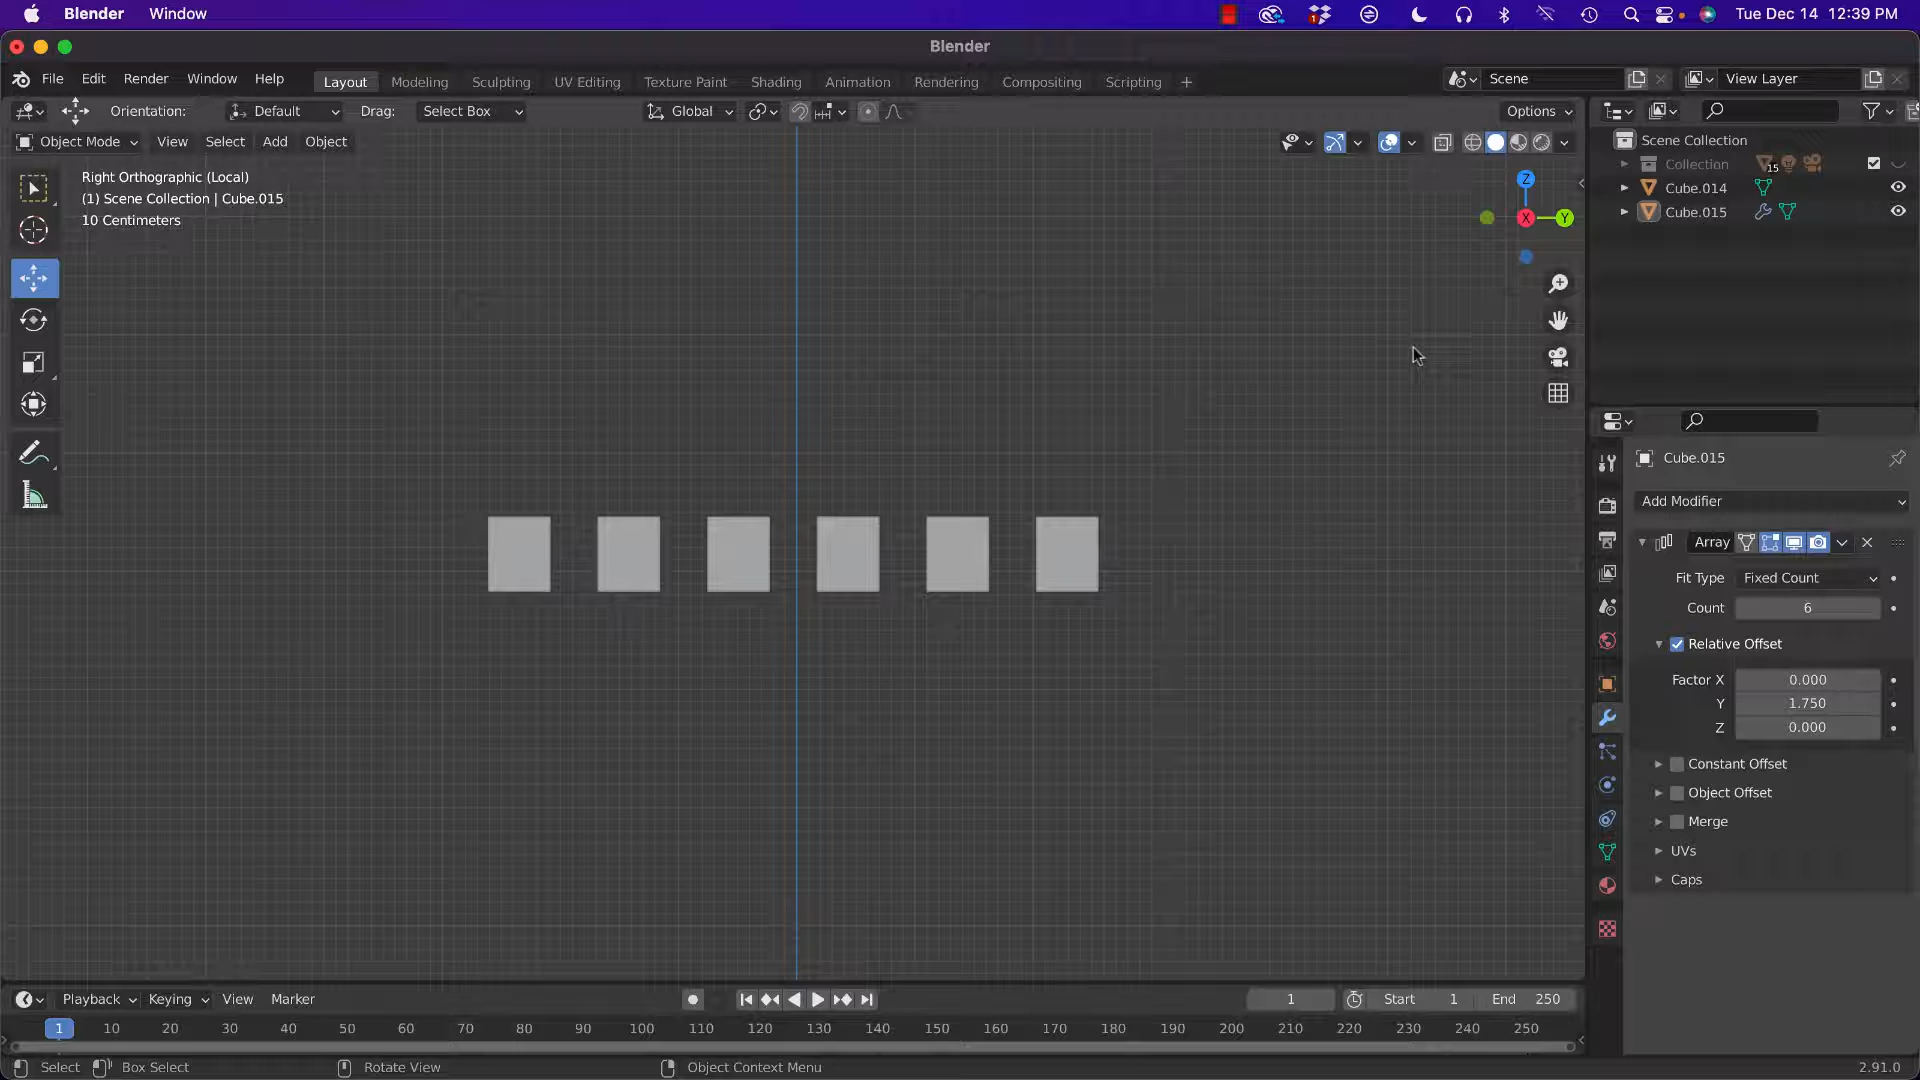 Blender Window 1 Tue Dec 14 12:39 PM
Blender
File Edit Render Window Help Layout Modeling Sculpting UV Editing Texture Paint Shading Animation Rendering Compositing Scripting + Scene View Layer
Orientation: Default Drag: Select Box Global Options
Object Mode View Select Add Object
Scene Collection
Collection 15
Cube.014
Cube.015
Right Orthographic (Local)
(1) Scene Collection | Cube.015
10 Centimeters
Z
X
Y
Cube.015
Add Modifier
Array
Fit Type Fixed Count
Count 6
Relative Offset
Factor X 0.000
Y 1.750
Z 0.000
Constant Offset
Object Offset
Merge
UVs
Caps
Playback Keying View Marker 1 Start 1 End 250
1 10 20 30 40 50 60 70 80 90 100 110 120 130 140 150 160 170 180 190 200 210 220 230 240 250
Select Box Select Rotate View Object Context Menu 2.91.0